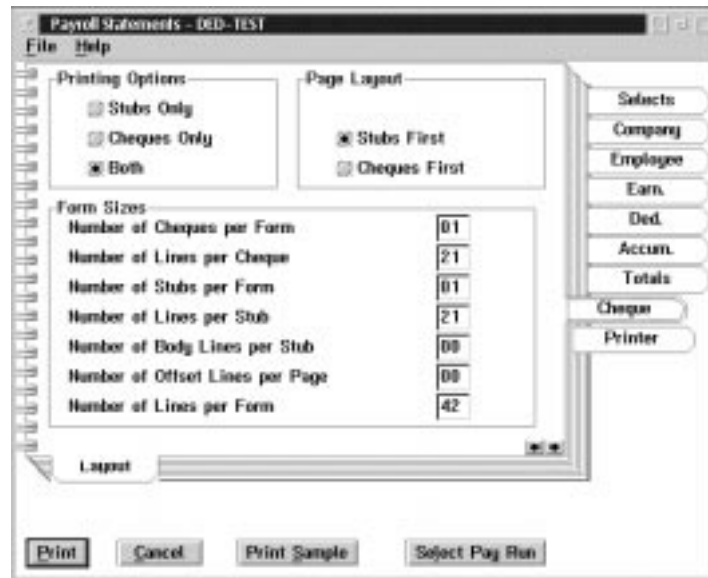 Payroll Statements - DED-TEST
File Help
Printing Options
Stubs Only
Cheques Only
Both
Page Layout
Stubs First
Cheques First
Form Sizes
Number of Cheques per Form 01
Number of Lines per Cheque 21
Number of Stubs per Form 01
Number of Lines per Stub 21
Number of Body Lines per Stub 00
Number of Offset Lines per Page 00
Number of Lines per Form 42
Selects
Company
Employee
Earn.
Ded.
Accum.
Totals
Cheque
Printer
Layout
Print Cancel Print Sample Select Pay Run